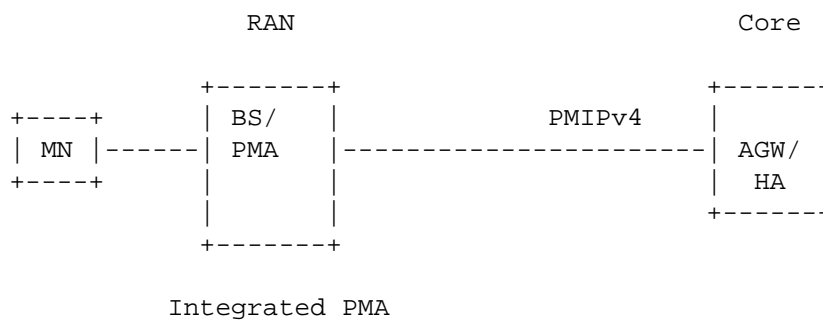 RAN Core
BS/ PMIPv4
MN PMA AGW/
HA
Integrated PMA